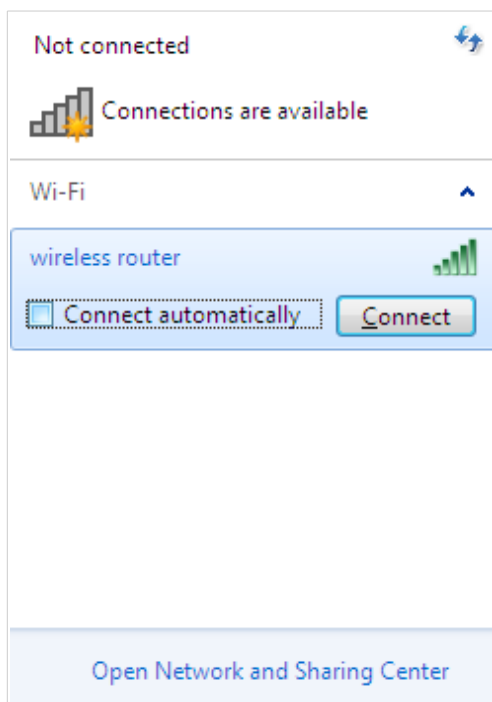 Not connected
Connections are available
Wi-Fi
wireless router
Connect automatically
Connect
Open Network and Sharing Center